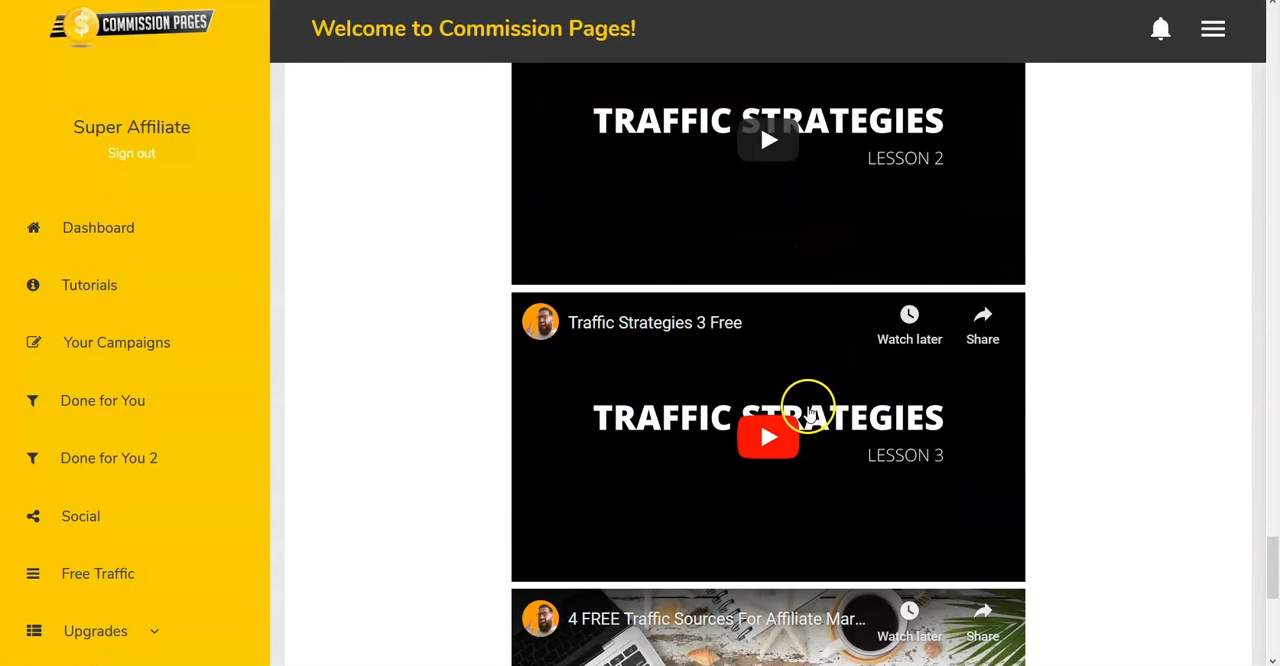 COMMISSION PAGES
Welcome to Commission Pages!
Super Affiliate
Sign out
Dashboard
Tutorials
Your Campaigns
Done for You
Done for You 2
Social
Free Traffic
Upgrades
TRAFFIC STRATEGIES
LESSON 2
Traffic Strategies 3 Free
Watch later
Share
TRAFFIC STRATEGIES
LESSON 3
4 FREE Traffic Sources For Affiliate Mar...
Watch later
Share